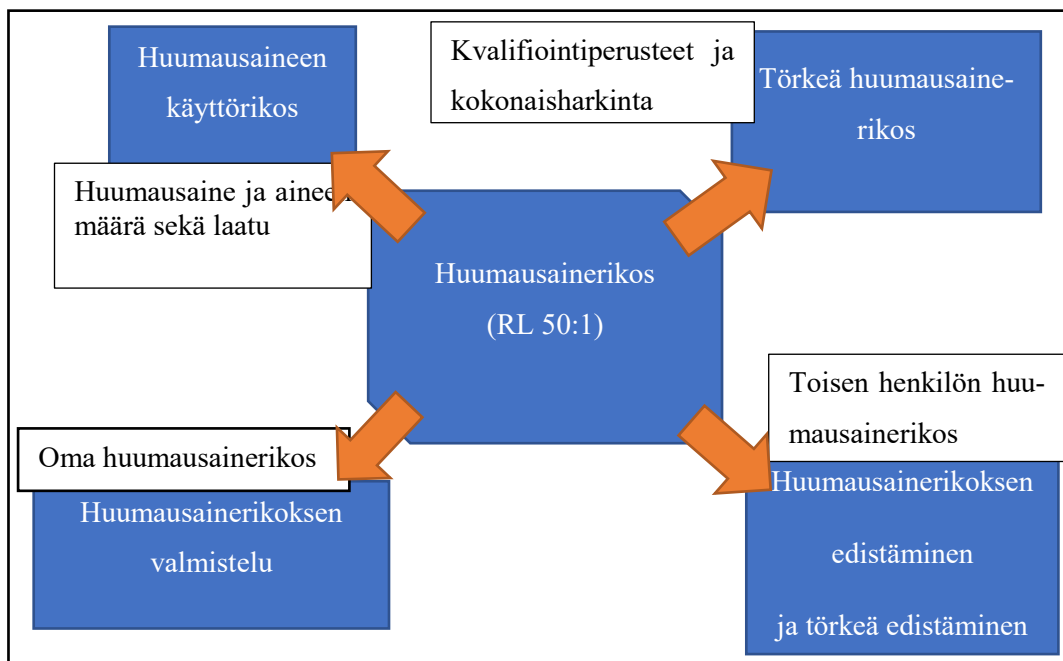 Huumausaineen
käyttörikos
Huumausaine ja aineen
määrä sekä laatu
Kvalifiointiperusteet ja
kokonaisharkinta
Törkeä huumausaine-
rikos
Huumausainerikos
(RL 50:1)
Oma huumausainerikos
Huumausainerikoksen
valmistelu
Toisen henkilön huu-
mausainerikos
Huumausainerikoksen
edistäminen
ja törkeä edistäminen